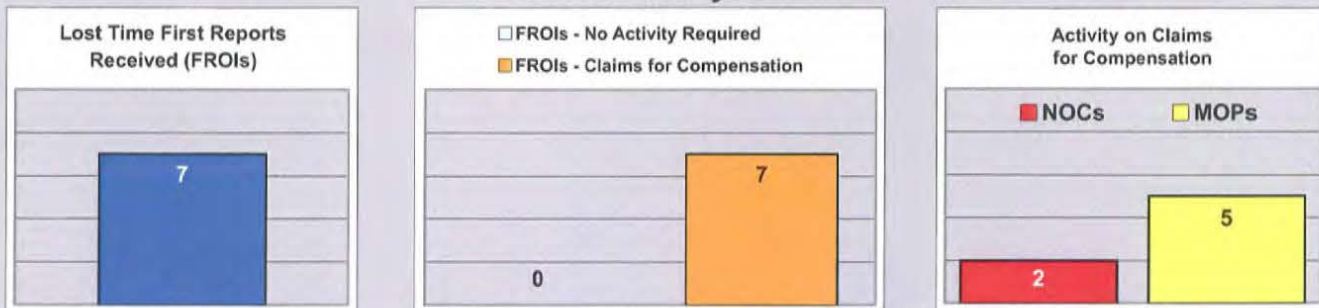 Lost Time First Reports
Received (FROIs)
7
FROIs - No Activity Required
FROIs - Claims for Compensation
0
7
Activity on Claims
for Compensation
NOCs MOPs
2
5